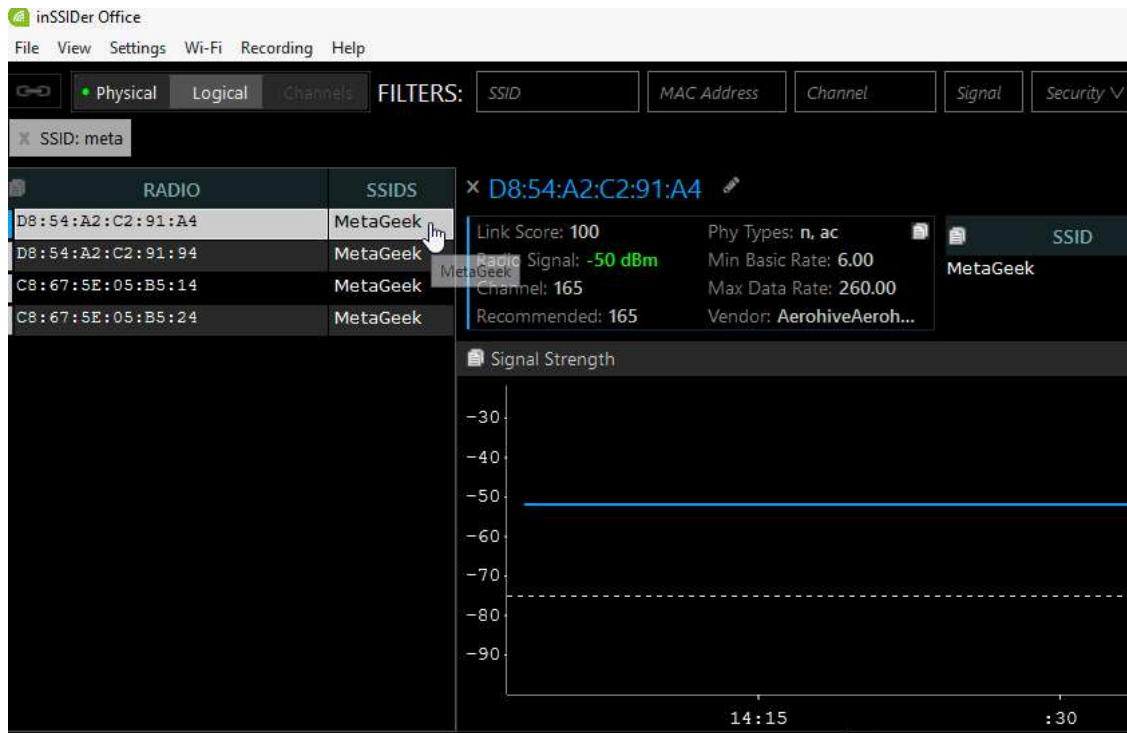 inSSIDer Office
File View Settings Wi-Fi Recording Help
Physical Logical Channels FILTERS: SSID MAC Address Channel Signal Security
X SSID: meta
RADIO SSIDS
D8:54:A2:C2:91:A4 MetaGeek
D8:54:A2:C2:91:94 MetaGeek
C8:67:5E:05:B5:14 MetaGeek
C8:67:5E:05:B5:24 MetaGeek
MetaGeek
× D8:54:A2:C2:91:A4
Link Score: 100 Phy Types: n, ac
Radio Signal: -50 dBm Min Basic Rate: 6.00
Channel: 165 Max Data Rate: 260.00
Recommended: 165 Vendor: AerohiveAeroh...
SSID
MetaGeek
Signal Strength
-30
-40
-50
-60
-70
-80
-90
14:15 :30